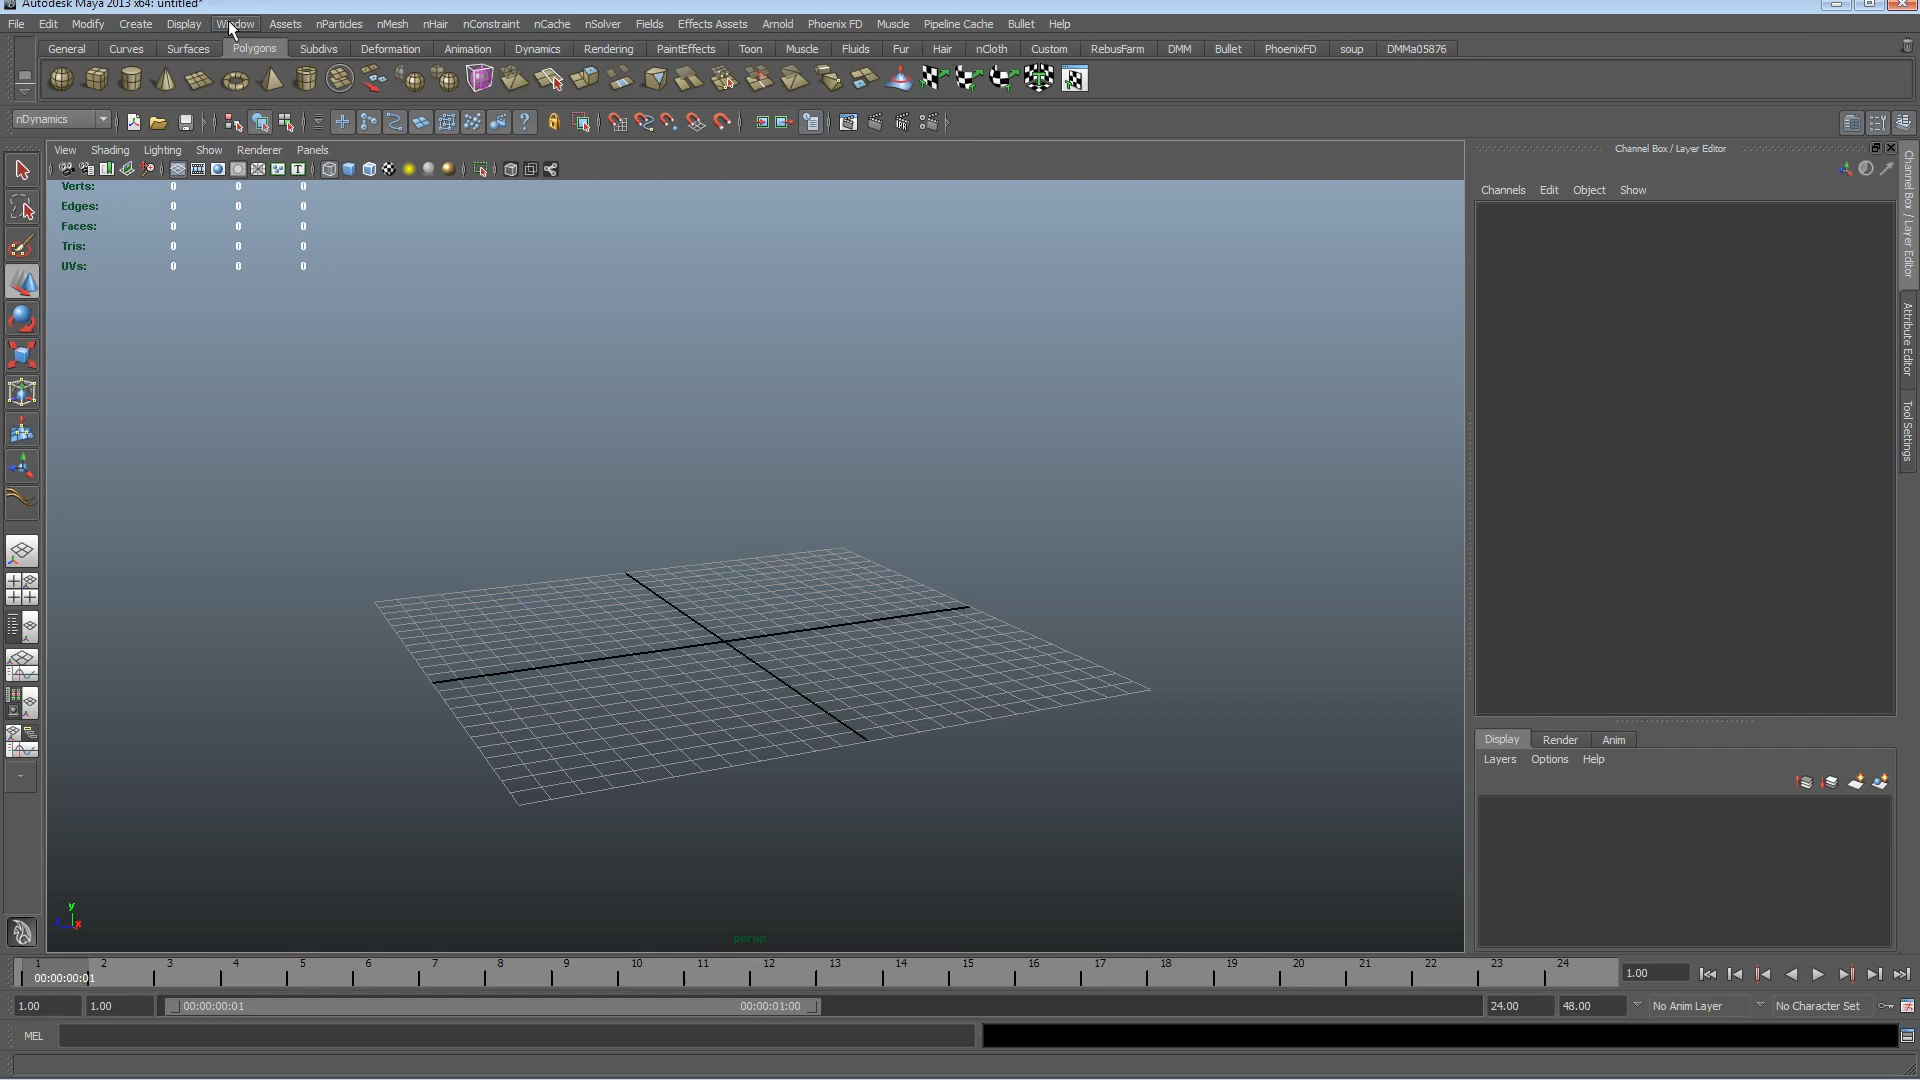 Autodesk Maya 2013 x64: untitled*
File Edit Modify Create Display Window Assets nParticles nMesh nHair nConstraint nCache nSolver Fields Effects Assets Arnold Phoenix FD Muscle Pipeline Cache Bullet Help
General Curves Surfaces Polygons Subdivs Deformation Animation Dynamics Rendering PaintEffects Toon Muscle Fluids Fur Hair nCloth Custom RebusFarm DMM Bullet PhoenixFD soup DMMa05876
nDynamics
View Shading Lighting Show Renderer Panels
Channel Box / Layer Editor
Channels Edit Object Show
Verts: 0 0 0
Edges: 0 0 0
Faces: 0 0 0
Tris: 0 0 0
UVs: 0 0 0
Channel Box / Layer Editor
Attribute Editor
Tool Settings
Display Render Anim
Layers Options Help
y
x
persp
1 2 3 4 5 6 7 8 9 10 11 12 13 14 15 16 17 18 19 20 21 22 23 24
00:00:00:01
1.00
1.00 1.00 00:00:00:01 00:00:01:00 24.00 48.00 No Anim Layer No Character Set
MEL